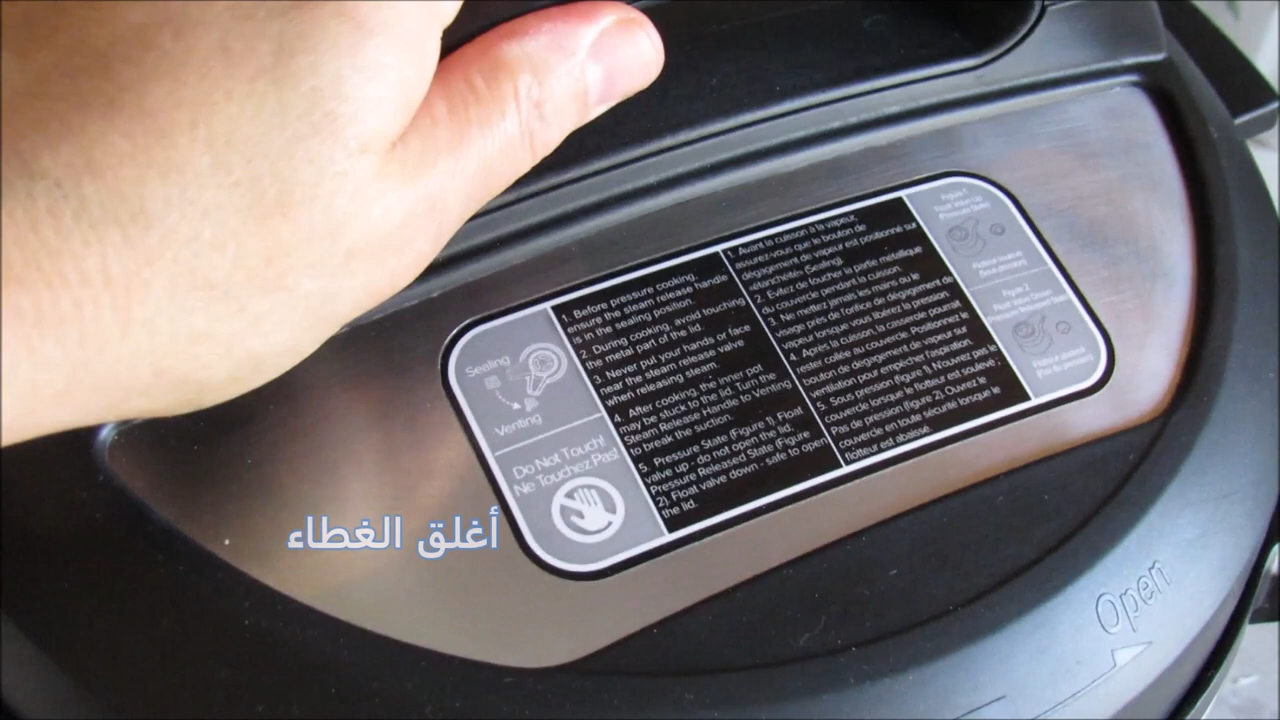 Sealing
Venting
Do Not Touch!
Ne Touchez Pas!
1. Before pressure cooking,
ensure the steam release handle
is in the sealing position.
2. During cooking, avoid touching
the metal part of the lid.
3. Never put your hands or face
near the steam release valve
when releasing steam.
4. After cooking, the inner pot
may be stuck to the lid. Turn the
Steam Release Handle to Venting
to break the suction.
5. Pressure State (Figure 1). Float
valve up - do not open the lid.
Pressure Released State (Figure
2). Float valve down - safe to open
the lid.
1. Avant la cuisson à la vapeur,
assurez-vous que le bouton de
dégagement de vapeur est positionné sur
«étanchéité» (Sealing).
2. Evitez de toucher la partie métallique
du couvercle pendant la cuisson.
3. Ne mettez jamais les mains ou le
visage près de l'orifice de dégagement de
vapeur lorsque vous libérez la pression.
4. Après la cuisson, la casserole pourrait
rester collée au couvercle. Positionnez le
bouton de dégagement de vapeur sur
ventilation pour empêcher l'aspiration.
5. Sous pression (figure 1). N'ouvrez pas le
couvercle lorsque le flotteur est soulevé ;
Pas de pression (figure 2). Ouvrez le
couvercle en toute sécurité lorsque le
flotteur est abaissé.
Figure 1
Float Valve Up
(Pressure State)
Figure 2
Float Valve Down
أغلق الغطاء
Open